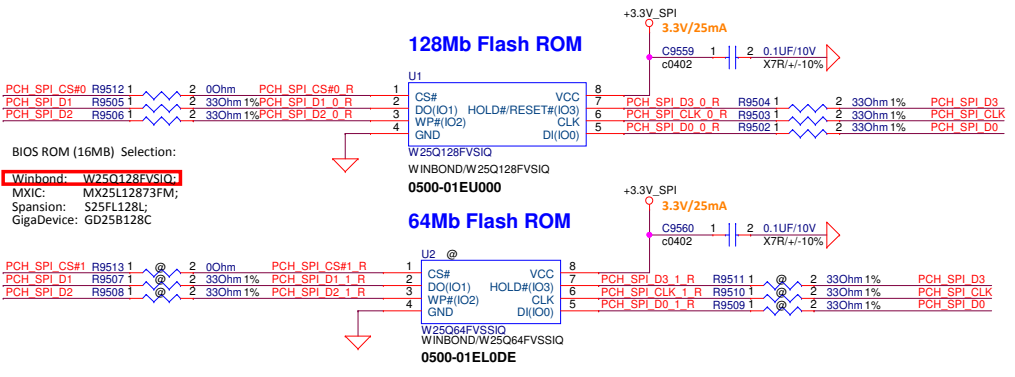 +3.3V_SPI
3.3V/25mA
128Mb Flash ROM
C9559 1 2 0.1UF/10V
c0402 X7R/+/-10%
U1
PCH_SPI_CS#0 R9512 1 2 0Ohm PCH_SPI_CS#0_R 1 CS# VCC 8
PCH_SPI_D1 R9505 1 2 33Ohm 1% PCH_SPI_D1_0_R 2 DO(IO1) HOLD#/RESET#(IO3) 7 PCH_SPI_D3_0_R R9504 1 2 33Ohm 1% PCH_SPI_D3
PCH_SPI_D2 R9506 1 2 33Ohm 1% PCH_SPI_D2_0_R 3 WP#(IO2) CLK 6 PCH_SPI_CLK_0_R R9503 1 2 33Ohm 1% PCH_SPI_CLK
4 GND DI(IO0) 5 PCH_SPI_D0_0_R R9502 1 2 33Ohm 1% PCH_SPI_D0
W25Q128FVSIQ
WINBOND/W25Q128FVSIQ
0500-01EU000
BIOS ROM (16MB) Selection:
Winbond: W25Q128FVSIQ;
MXIC: MX25L12873FM;
Spansion: S25FL128L;
GigaDevice: GD25B128C
+3.3V_SPI
3.3V/25mA
64Mb Flash ROM
C9560 1 2 0.1UF/10V
c0402 X7R/+/-10%
U2 @
PCH_SPI_CS#1 R9513 1 @ 2 0Ohm PCH_SPI_CS#1_R 1 CS# VCC 8
PCH_SPI_D1 R9507 1 @ 2 33Ohm 1% PCH_SPI_D1_1_R 2 DO(IO1) HOLD#(IO3) 7 PCH_SPI_D3_1_R R9511 1 @ 2 33Ohm 1% PCH_SPI_D3
PCH_SPI_D2 R9508 1 @ 2 33Ohm 1% PCH_SPI_D2_1_R 3 WP#(IO2) CLK 6 PCH_SPI_CLK_1_R R9510 1 @ 2 33Ohm 1% PCH_SPI_CLK
4 GND DI(IO0) 5 PCH_SPI_D0_1_R R9509 1 @ 2 33Ohm 1% PCH_SPI_D0
W25Q64FVSSIQ
WINBOND/W25Q64FVSSIQ
0500-01EL0DE